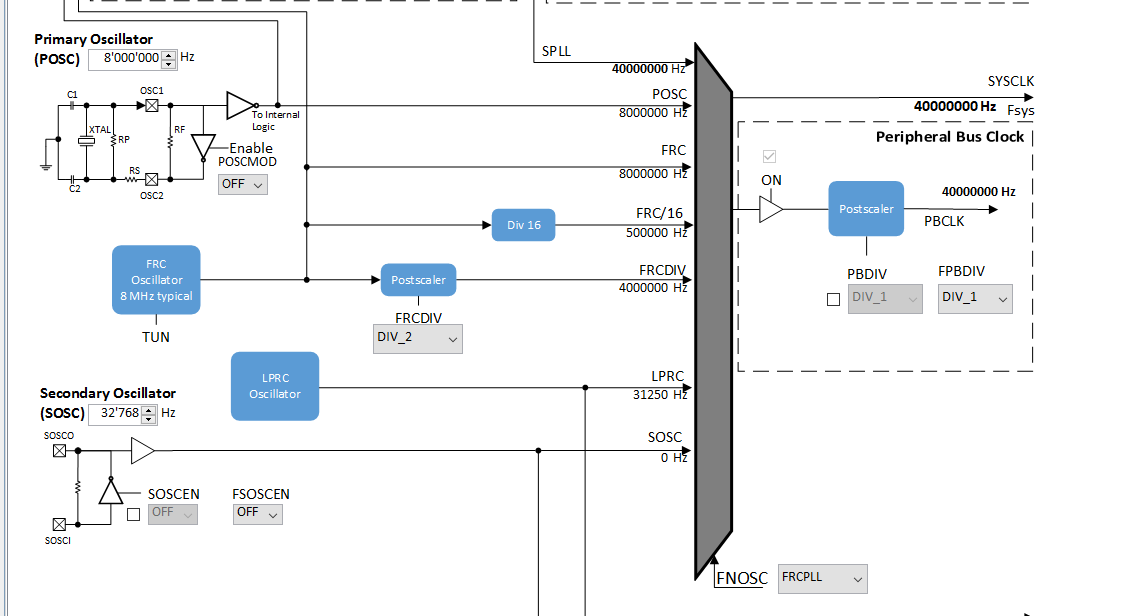 SPLL
40000000 Hz
Primary Oscillator
(POSC) 8'000'000 Hz
C1
OSC1
XTAL
RP
RF
To Internal
Logic
Enable
POSCMOD
OFF
RS
C2
OSC2
POSC
8000000 Hz
FRC
8000000 Hz
FRC/16
500000 Hz
Div 16
FRC
Oscillator
8 MHz typical
TUN
Postscaler
FRCDIV
DIV_2
FRCDIV
4000000 Hz
LPRC
Oscillator
LPRC
31250 Hz
Secondary Oscillator
(SOSC) 32'768 Hz
SOSCO
SOSC
0 Hz
SOSCEN
OFF
FSOSCEN
OFF
SOSCI
SYSCLK
40000000 Hz
Fsys
Peripheral Bus Clock
ON
Postscaler
40000000 Hz
PBCLK
PBDIV
DIV_1
FPBDIV
DIV_1
FNOSC
FRCPLL